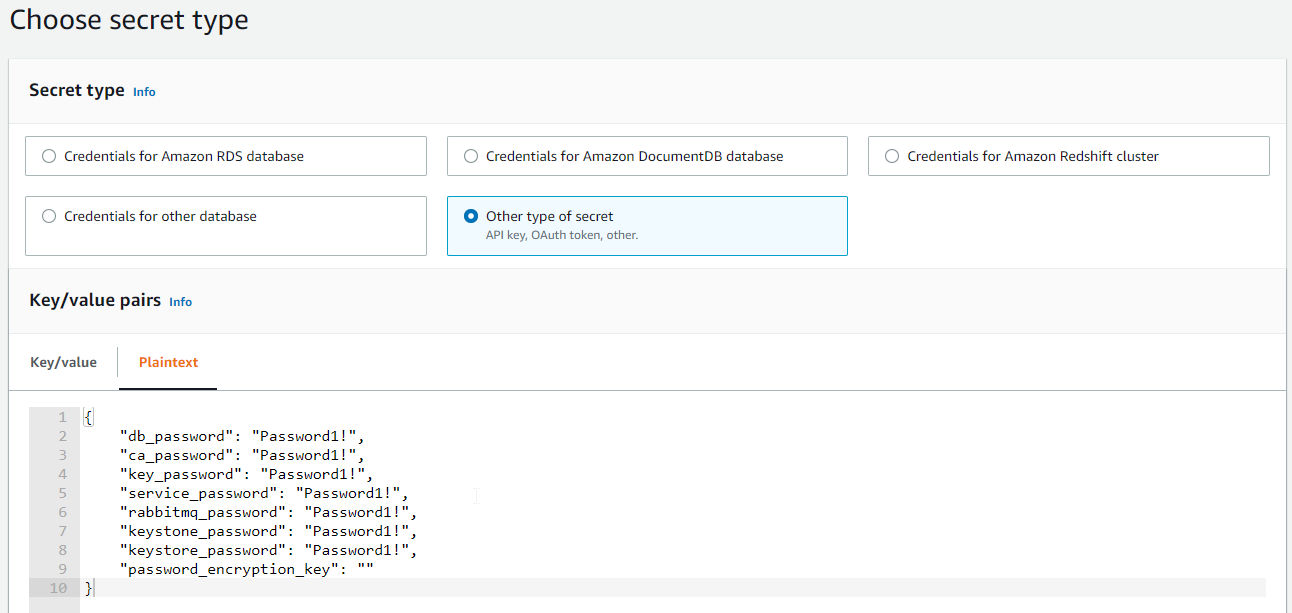 Choose secret type
Secret type Info
Credentials for Amazon RDS database
Credentials for Amazon DocumentDB database
Credentials for Amazon Redshift cluster
Credentials for other database
Other type of secret
API key, OAuth token, other.
Key/value pairs Info
Key/value
Plaintext
1 {
2 "db_password": "Password1!",
3 "ca_password": "Password1!",
4 "key_password": "Password1!",
5 "service_password": "Password1!",
6 "rabbitmq_password": "Password1!",
7 "keystone_password": "Password1!",
8 "keystore_password": "Password1!",
9 "password_encryption_key": ""
10 }